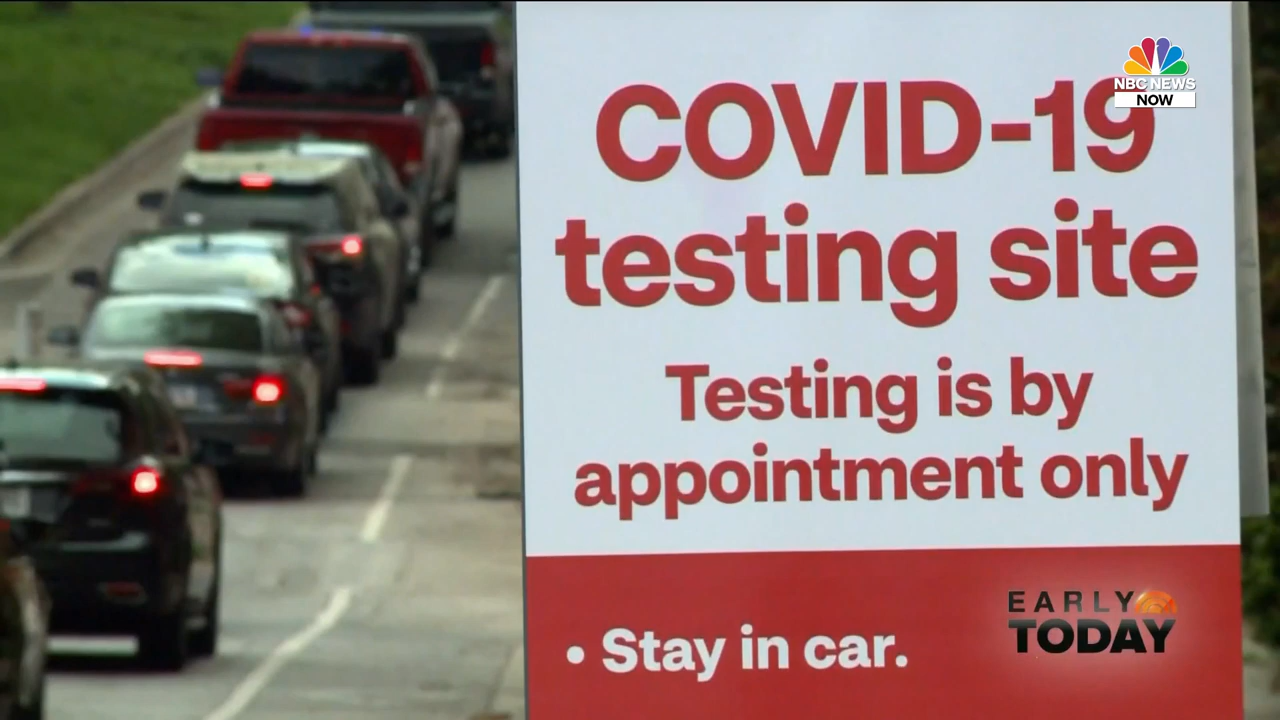 NBC NEWS
NOW
COVID-19
testing site
Testing is by
appointment only
• Stay in car.
EARLY
TODAY